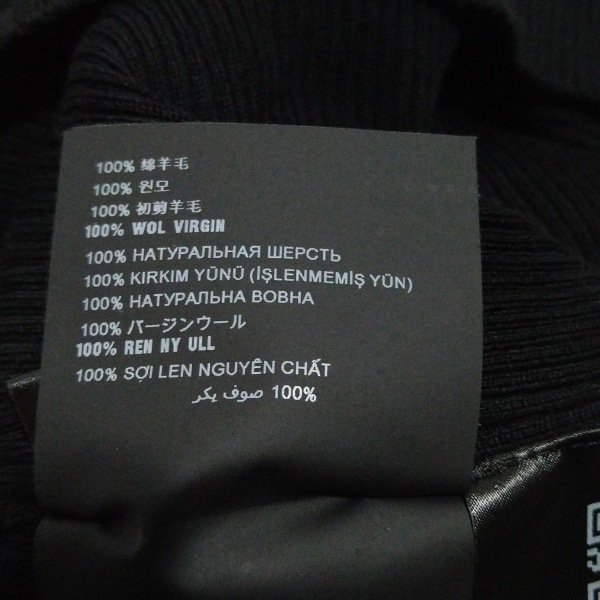 100% 綿羊毛
100% 원모
100% 初剪羊毛
100% WOL VIRGIN
100% НАТУРАЛЬНАЯ ШЕРСТЬ
100% KIRKIM YÜNÜ (İŞLENMEMİŞ YÜN)
100% НАТУРАЛЬНА ВОВНА
100% バージンウール
100% REN NY ULL
100% SỢI LEN NGUYÊN CHẤT
100% صوف بكر